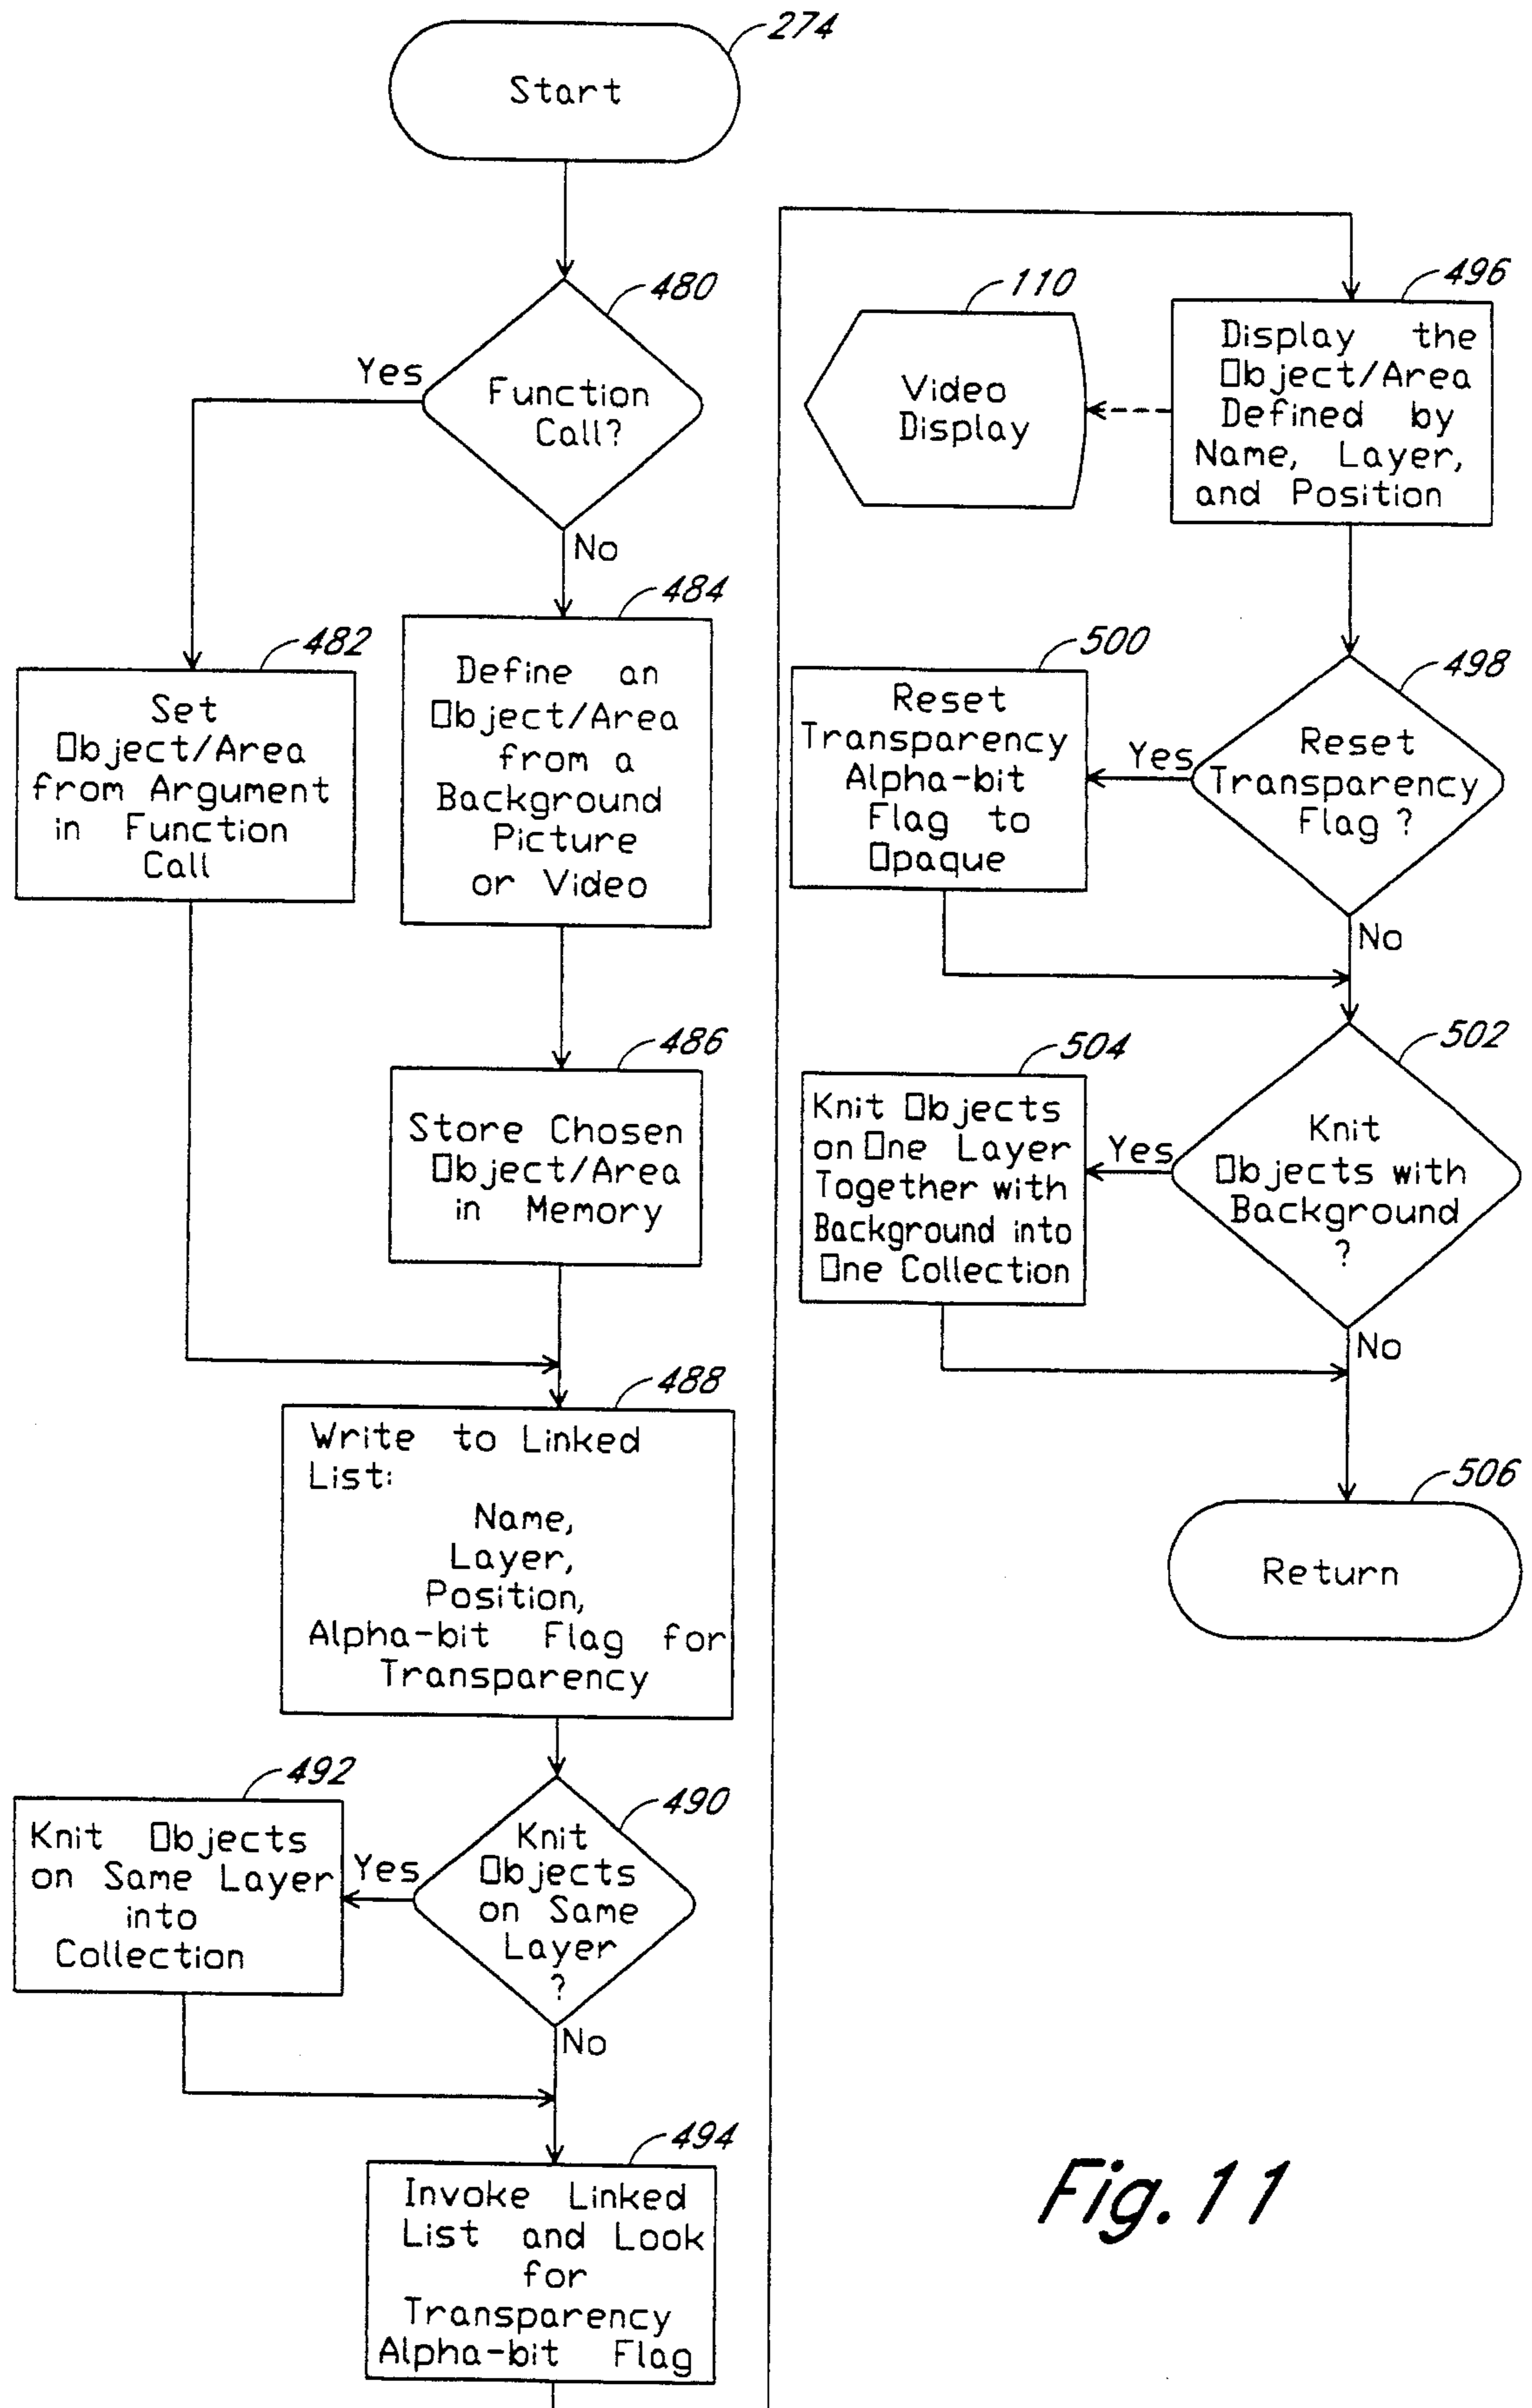 274
Start
480
Yes
Function
Call?
No
482
Set
Object/Area
from Argument
in Function
Call
484
Define an
Object/Area
from a
Background
Picture
or Video
486
Store Chosen
Object/Area
in Memory
488
Write to Linked
List:
Name,
Layer,
Position,
Alpha-bit Flag for
Transparency
490
Knit
Objects
on Same
Layer
?
Yes
No
492
Knit Objects
on Same Layer
into
Collection
494
Invoke Linked
List and Look
for
Transparency
Alpha-bit Flag
496
Display the
Object/Area
Defined by
Name, Layer,
and Position
110
Video
Display
498
Reset
Transparency
Flag ?
Yes
No
500
Reset
Transparency
Alpha-bit
Flag to
Opaque
502
Knit
Objects with
Background
?
Yes
No
504
Knit Objects
on One Layer
Together with
Background into
One Collection
506
Return
Fig. 11